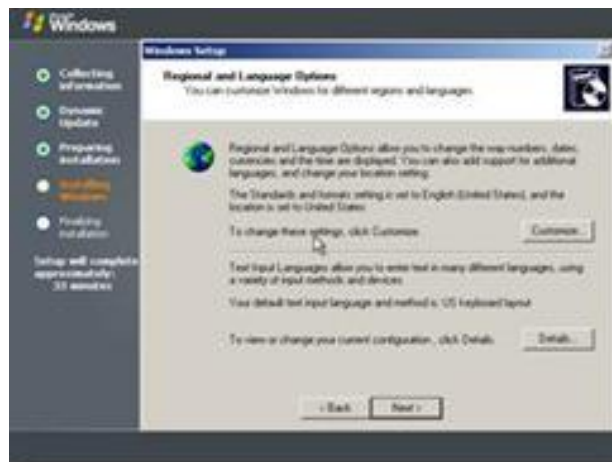 Windows
Collecting
information
Dynamic
Update
Preparing
installation
Installing
Windows
Finalizing
installation
Setup will complete
approximately:
33 minutes
Windows Setup
Regional and Language Options
You can customize Windows for different regions and languages.
Regional and Language Options allow you to change the way numbers, dates,
currencies and the time are displayed. You can also add support for additional
languages, and change your location setting.
The Standards and formats setting is set to English (United States), and the
location is set to United States.
To change these settings, click Customize.
Customize...
Text Input Languages allow you to enter text in many different languages, using
a variety of input methods and devices.
Your default text input language and method is: US keyboard layout
To view or change your current configuration, click Details.
Details...
< Back
Next >